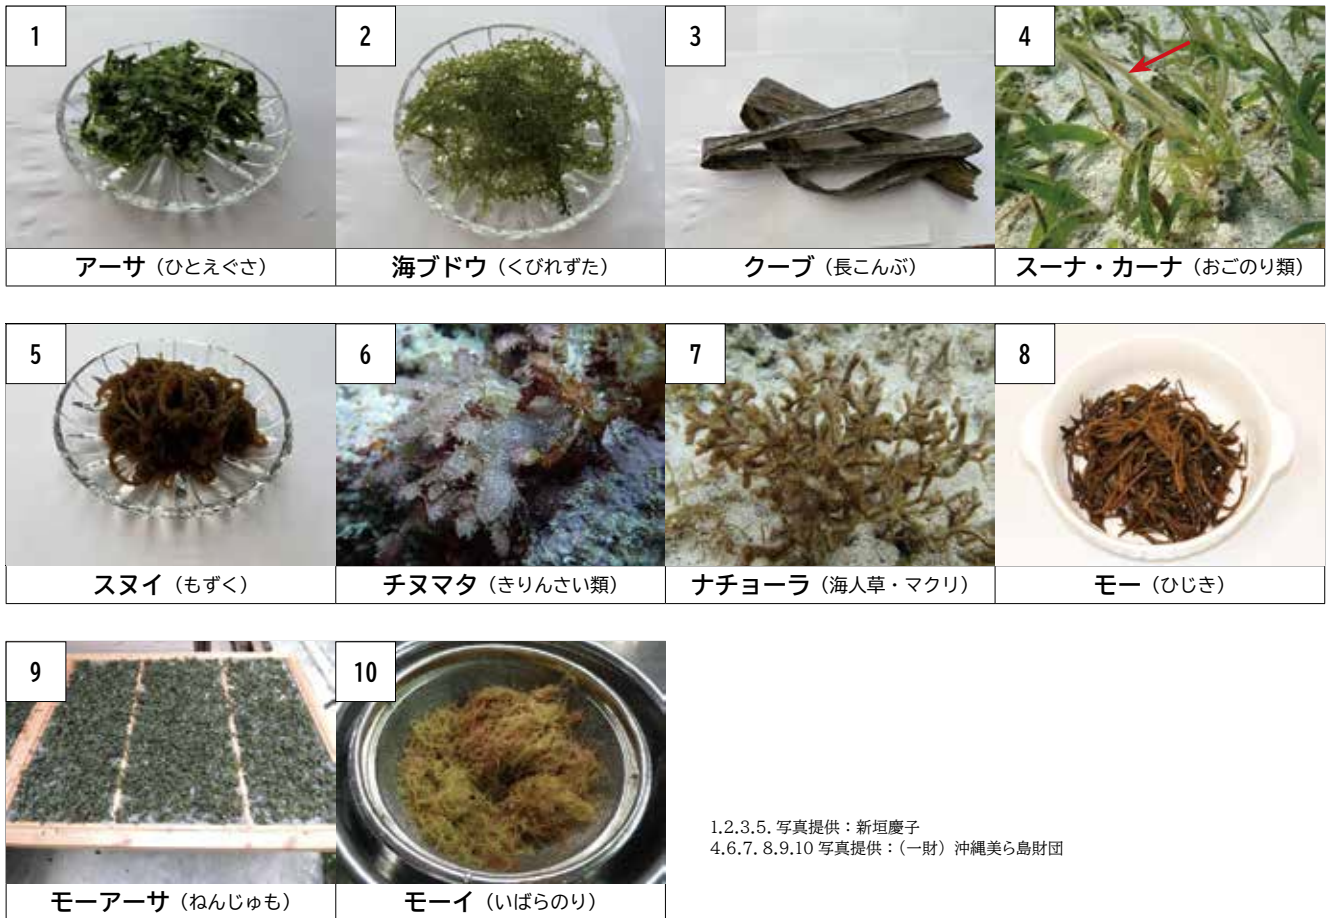 1
アーサ（ひとえぐさ）
2
海ブドウ（くびれずた）
3
クーブ（長こんぶ）
4
スーナ・カーナ（おごのり類）
5
スヌイ（もずく）
6
チヌマタ（きりんさい類）
7
ナチョーラ（海人草・マクリ）
8
モー（ひじき）
9
モーアーサ（ねんじゅも）
10
モーイ（いばらのり）
1.2.3.5. 写真提供：新垣慶子
4.6.7. 8.9.10 写真提供：（一財）沖縄美ら島財団